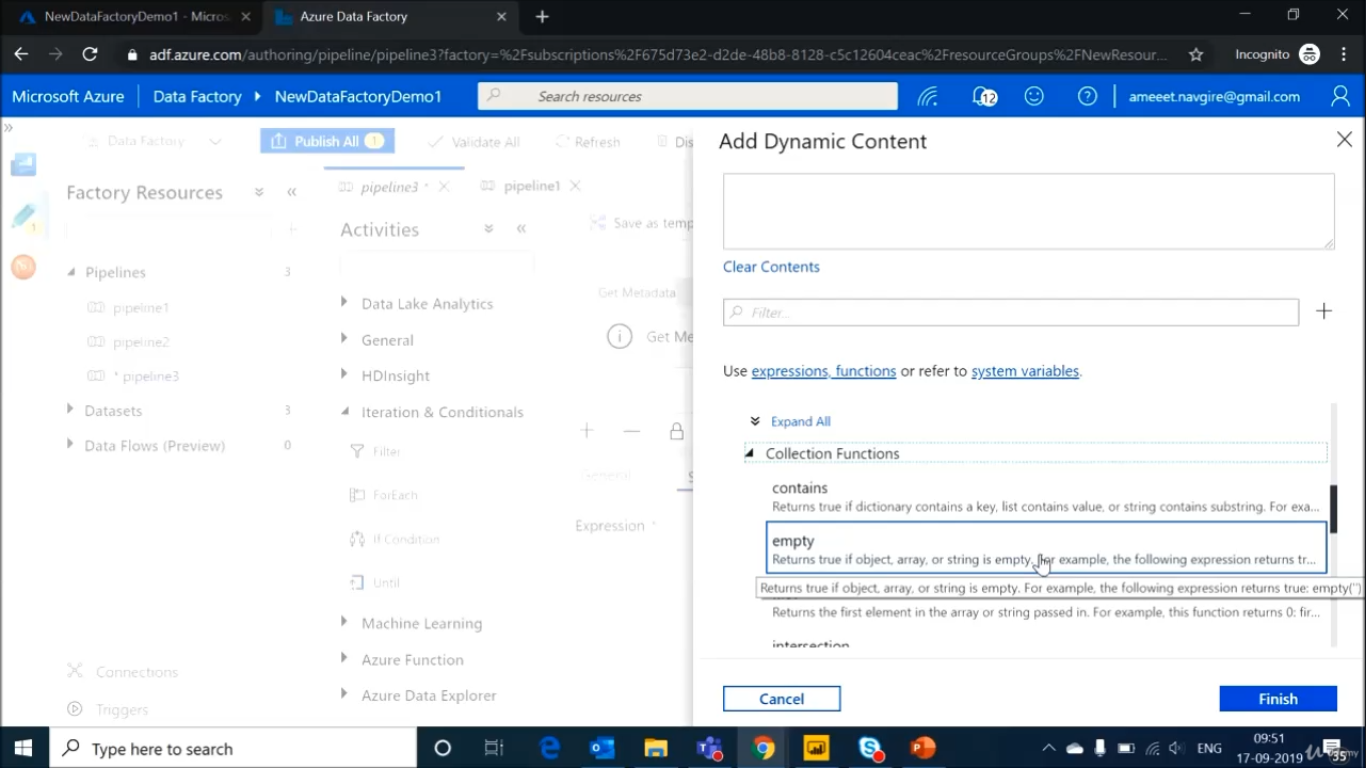 NewDataFactoryDemo1 - Micros
Azure Data Factory
adf.azure.com/authoring/pipeline/pipeline3?factory=%2Fsubscriptions%2F675d73e2-d2de-48b8-8128-c5c12604ceac%2FresourceGroups%2FNewResour...
Incognito
Microsoft Azure
Data Factory
NewDataFactoryDemo1
Search resources
12
ameeet.navgire@gmail.com
Data Factory
Publish All 1
Validate All
Refresh
Dis
Factory Resources
pipeline3 *
pipeline1
Activities
Save as temp
1
Pipelines 3
pipeline1
pipeline2
* pipeline3
Datasets 3
Data Flows (Preview) 0
Connections
Triggers
Data Lake Analytics
General
HDInsight
Iteration & Conditionals
Filter
ForEach
If Condition
Until
Machine Learning
Azure Function
Azure Data Explorer
Get Metadata
Get Me
General
S
Expression *
Add Dynamic Content
Clear Contents
Filter...
Use expressions, functions or refer to system variables.
Expand All
Collection Functions
contains
Returns true if dictionary contains a key, list contains value, or string contains substring. For exa...
empty
Returns true if object, array, or string is empty. For example, the following expression returns tr...
Returns true if object, array, or string is empty. For example, the following expression returns true: empty('')
Returns the first element in the array or string passed in. For example, this function returns 0: fir...
intersection
Cancel
Finish
Type here to search
ENG
09:51
17-09-2019
35